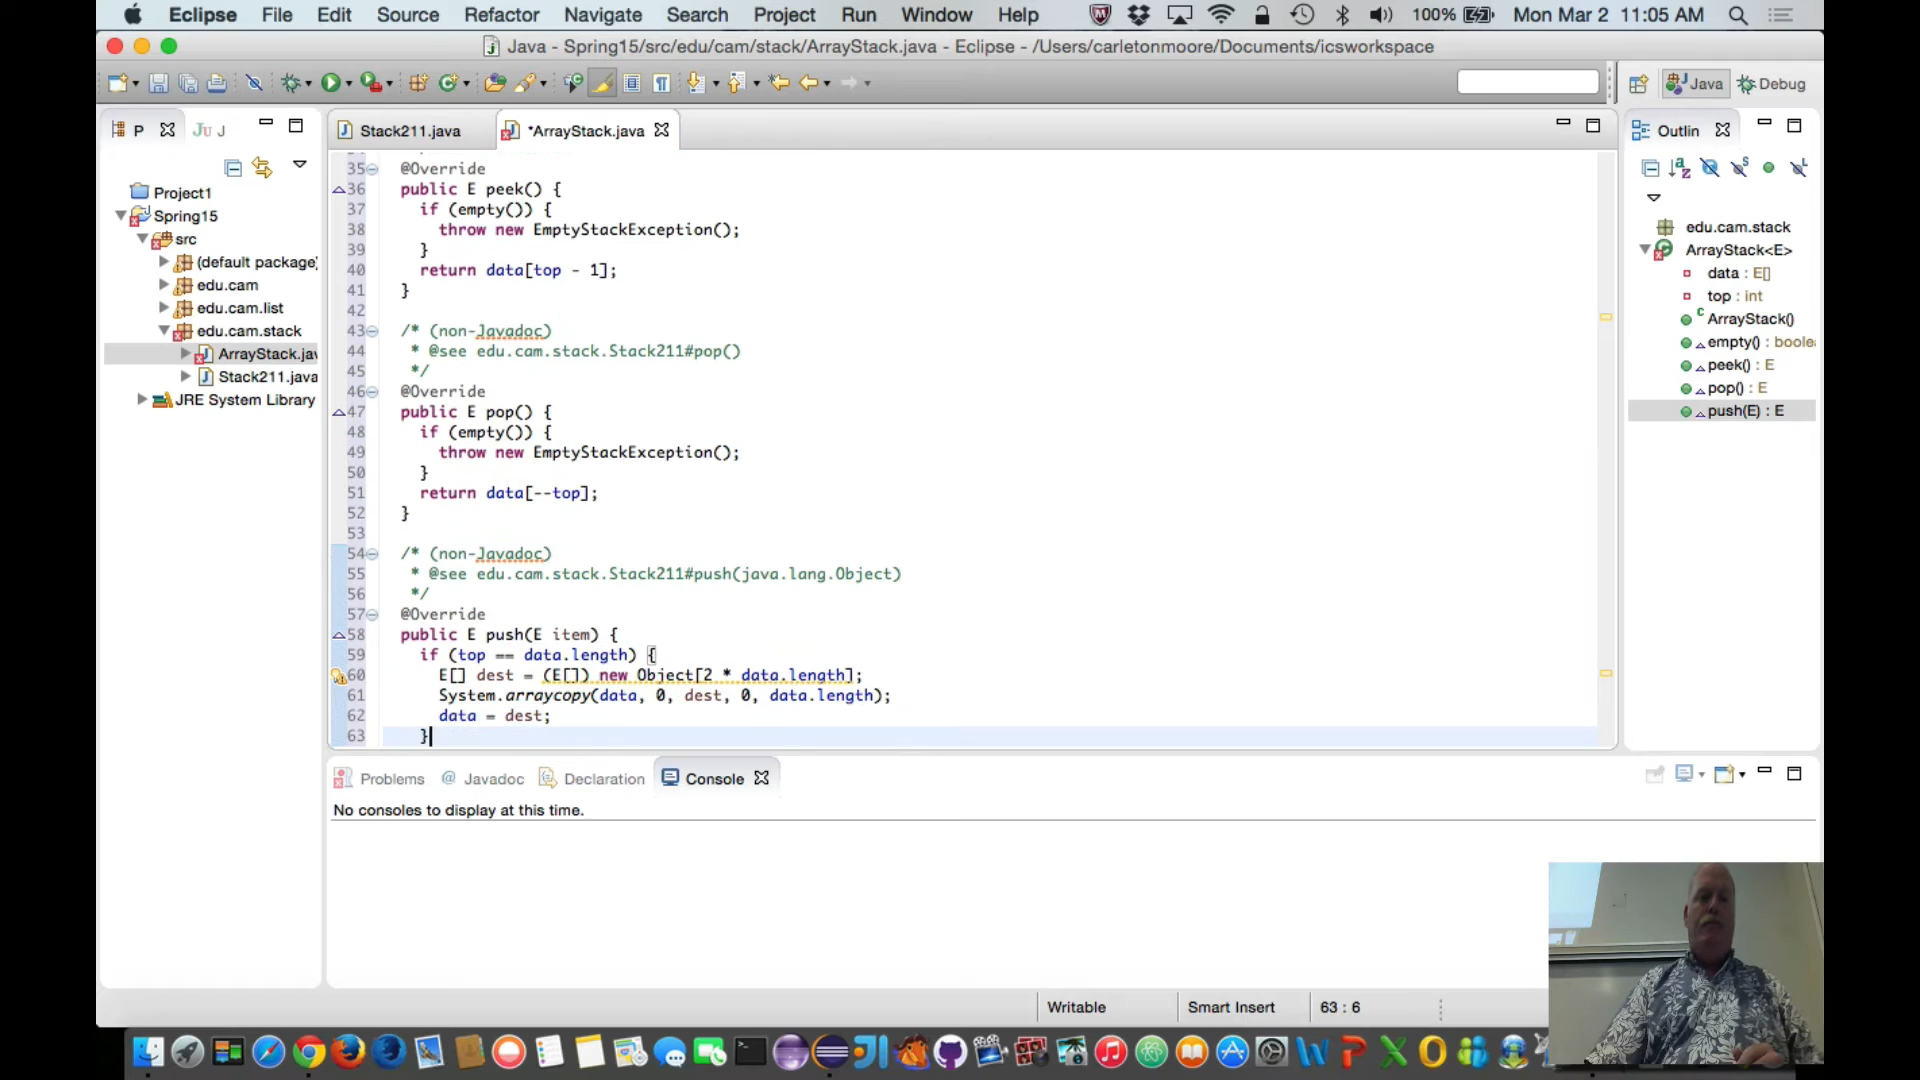 Eclipse File Edit Source Refactor Navigate Search Project Run Window Help 100% Mon Mar 2 11:05 AM
Java - Spring15/src/edu/cam/stack/ArrayStack.java - Eclipse - /Users/carletonmoore/Documents/icsworkspace
Java Debug
P Ju J
Stack211.java *ArrayStack.java
Outlin
Project1
Spring15
src
(default package)
edu.cam
edu.cam.list
edu.cam.stack
ArrayStack.jav
Stack211.java
JRE System Library
35 @Override
36 public E peek() {
37 if (empty()) {
38 throw new EmptyStackException();
39 }
40 return data[top - 1];
41 }
42
43 /* (non-Javadoc)
44 * @see edu.cam.stack.Stack211#pop()
45 */
46 @Override
47 public E pop() {
48 if (empty()) {
49 throw new EmptyStackException();
50 }
51 return data[--top];
52 }
53
54 /* (non-Javadoc)
55 * @see edu.cam.stack.Stack211#push(java.lang.Object)
56 */
57 @Override
58 public E push(E item) {
59 if (top == data.length) {
60 E[] dest = (E[]) new Object[2 * data.length];
61 System.arraycopy(data, 0, dest, 0, data.length);
62 data = dest;
63 }
edu.cam.stack
ArrayStack<E>
data : E[]
top : int
ArrayStack()
empty() : boole
peek() : E
pop() : E
push(E) : E
Problems @ Javadoc Declaration Console
No consoles to display at this time.
Writable Smart Insert 63 : 6